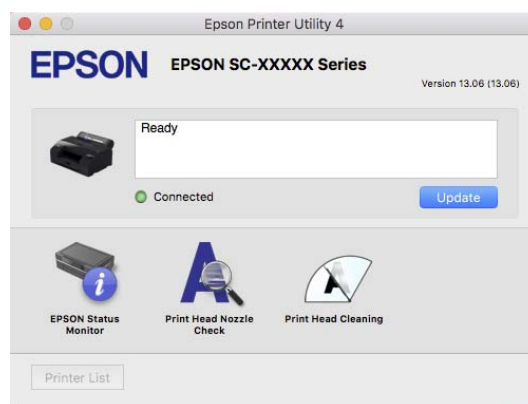 Epson Printer Utility 4
EPSON
EPSON SC-XXXXX Series
Version 13.06 (13.06)
Ready
Connected
Update
EPSON Status
Monitor
Print Head Nozzle
Check
Print Head Cleaning
Printer List